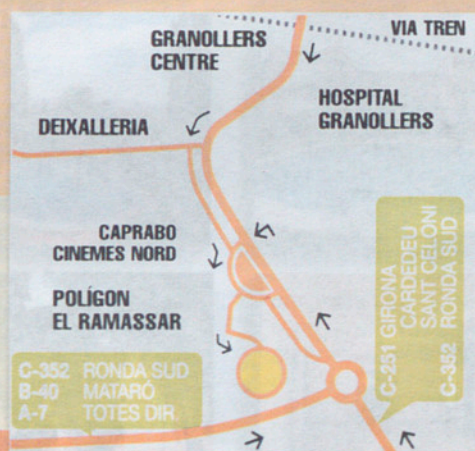 VIA TREN
GRANOLLERS
CENTRE
HOSPITAL
GRANOLLERS
DEIXALLERIA
CAPRABO
CINEMES NORD
POLÍGON
EL RAMASSAR
C-352 RONDA SUD
B-40 MATARÓ
A-7 TOTES DIR.
C-251 GIRONA
CARDEDEU
SANT CELONI
C-352 RONDA SUD